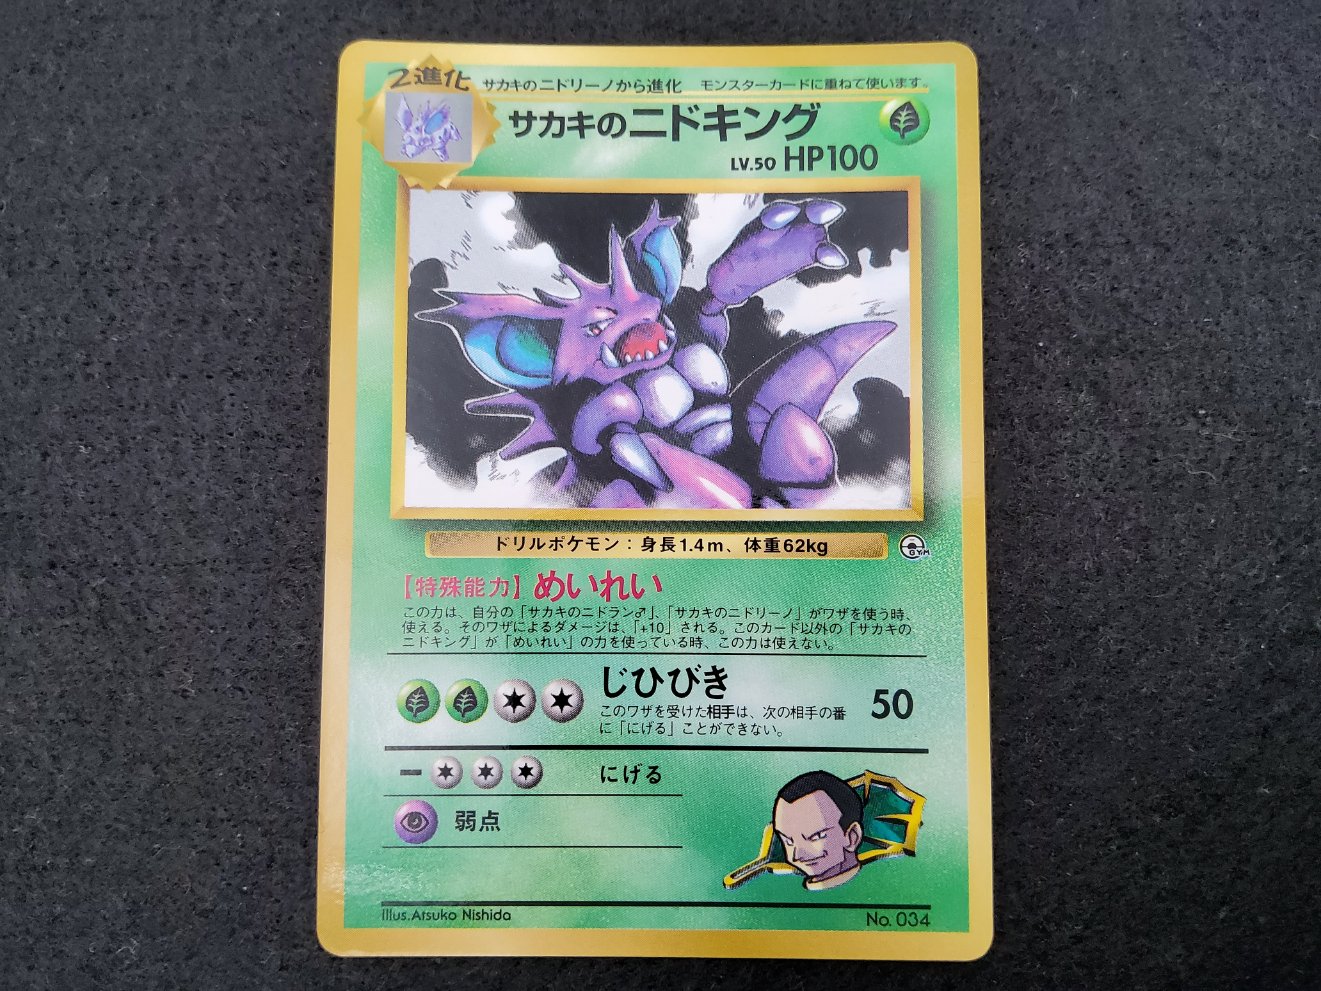 2進化
サカキのニドリーノから進化 モンスターカードに重ねて使います。
サカキのニドキング
LV.50 HP100
ドリルポケモン：身長1.4m、体重62kg
GYM
【特殊能力】めいれい
この力は、自分の「サカキのニドラン♂」、「サカキのニドリーノ」がワザを使う時、
使える。そのワザによるダメージは、「+10」される。このカード以外の「サカキの
ニドキング」が「めいれい」の力を使っている時、この力は使えない。
じひびき
このワザを受けた相手は、次の相手の番
に「にげる」ことができない。
50
にげる
弱点
Illus.Atsuko Nishida
No. 034